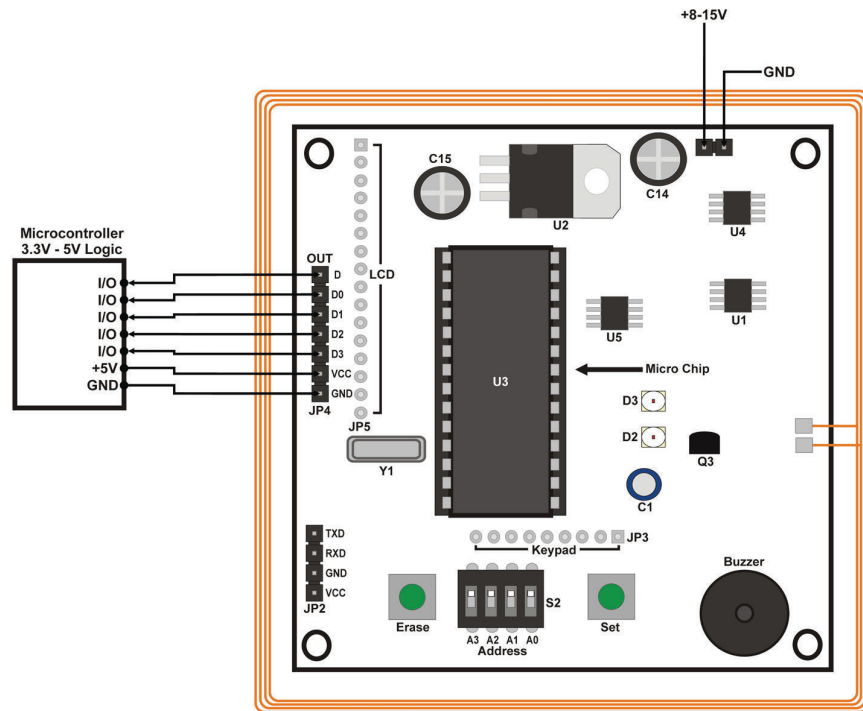 +8-15V
GND
C15
C14
U2
U4
Microcontroller
3.3V - 5V Logic
OUT
LCD
I/O
I/O
I/O
I/O
I/O
+5V
GND
D
D0
D1
D2
D3
VCC
GND
JP4
JP5
U1
U5
U3
Micro Chip
D3
D2
Q3
Y1
C1
JP3
Keypad
TXD
RXD
GND
VCC
JP2
Buzzer
S2
Erase
Set
A3 A2 A1 A0
Address